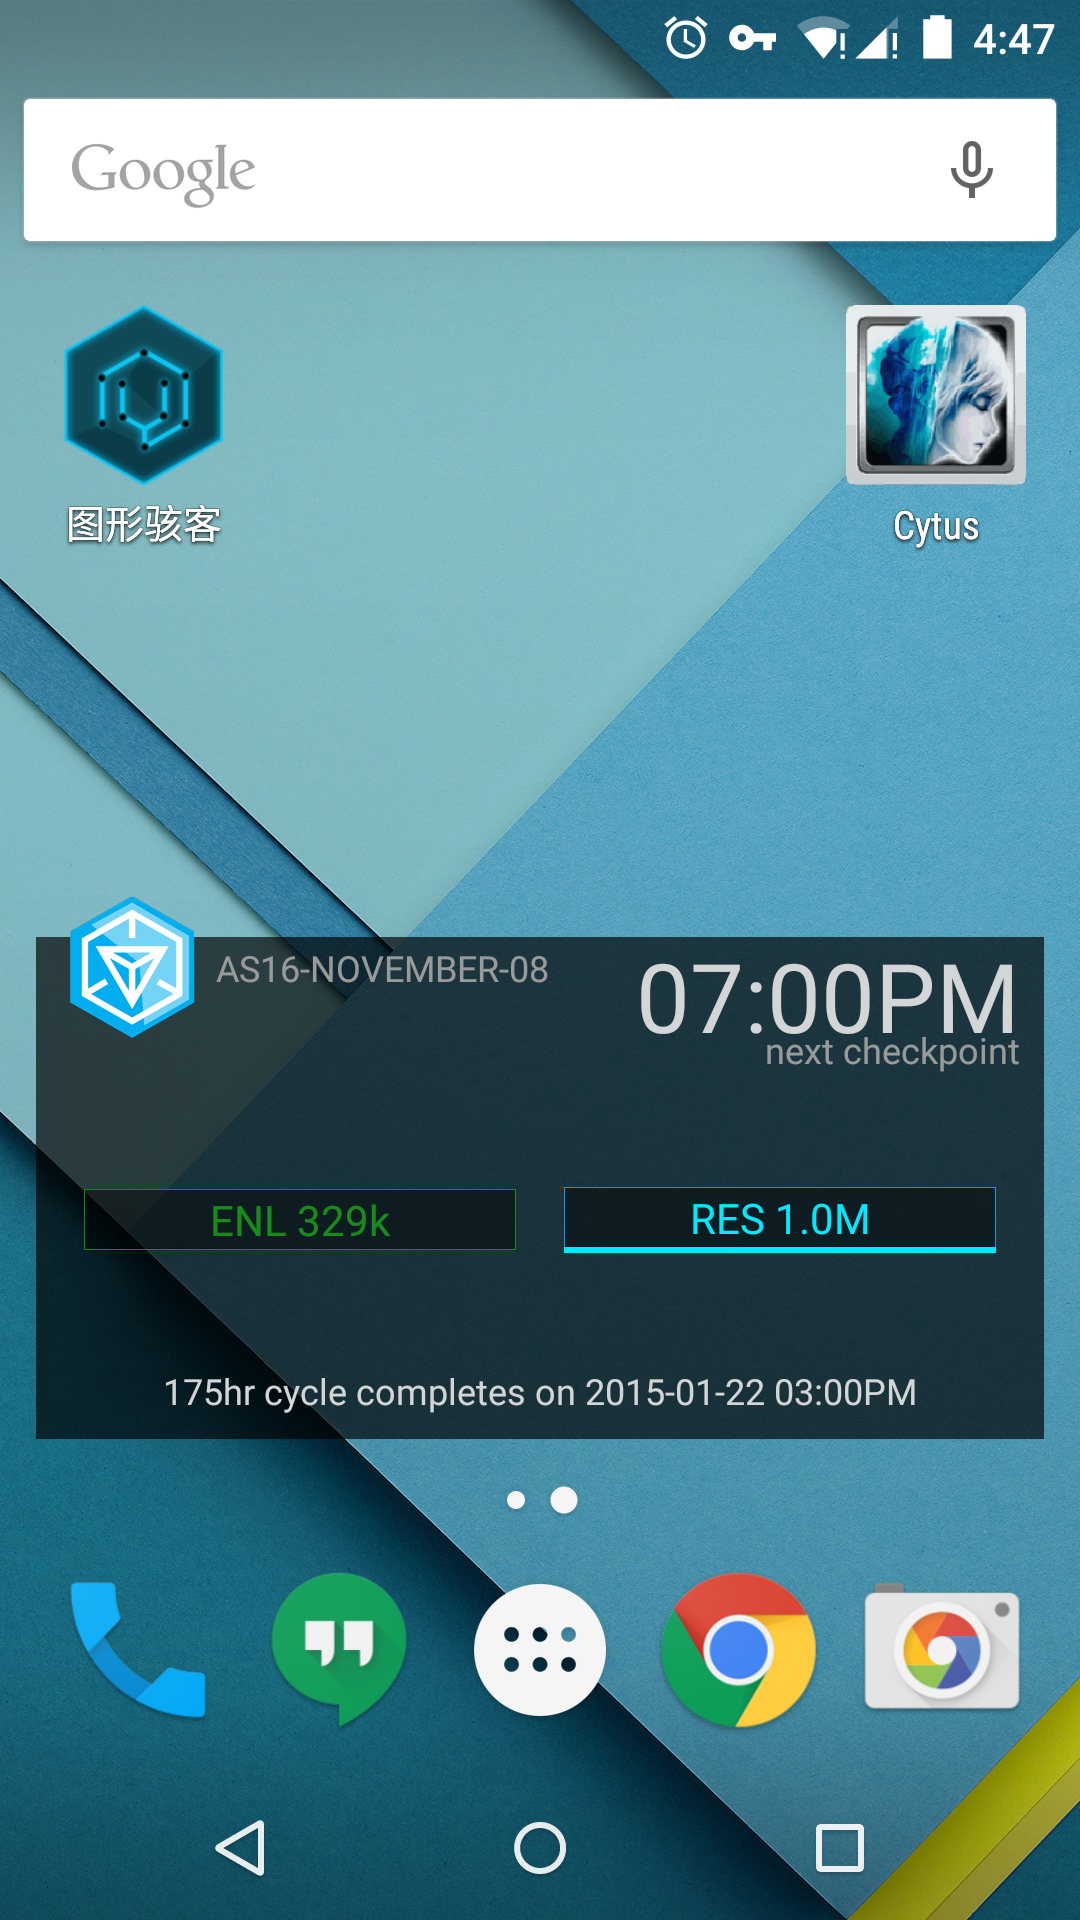 4:47
Google
图形骇客
Cytus
AS16-NOVEMBER-08
07:00PM
next checkpoint
ENL 329k
RES 1.0M
175hr cycle completes on 2015-01-22 03:00PM